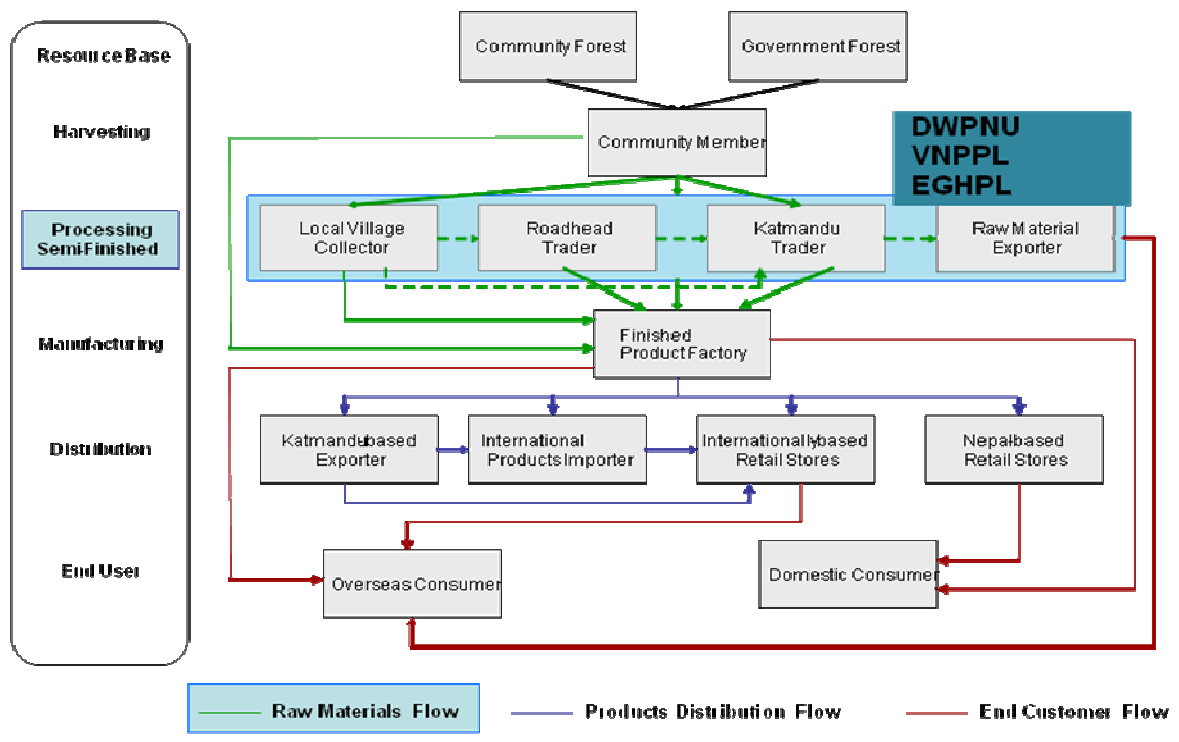 Resource Base
Harvesting
Processing
Semi-Finished
Manufacturing
Distribution
End User
Community Forest
Government Forest
Community Member
DWPNU
VNPPL
EGHPL
Local Village
Collector
Roadhead
Trader
Katmandu
Trader
Raw Material
Exporter
Finished
Product Factory
Katmandu-based
Exporter
International
Products Importer
Internationally-based
Retail Stores
Nepal-based
Retail Stores
Overseas Consumer
Domestic Consumer
Raw Materials Flow
Products Distribution Flow
End Customer Flow